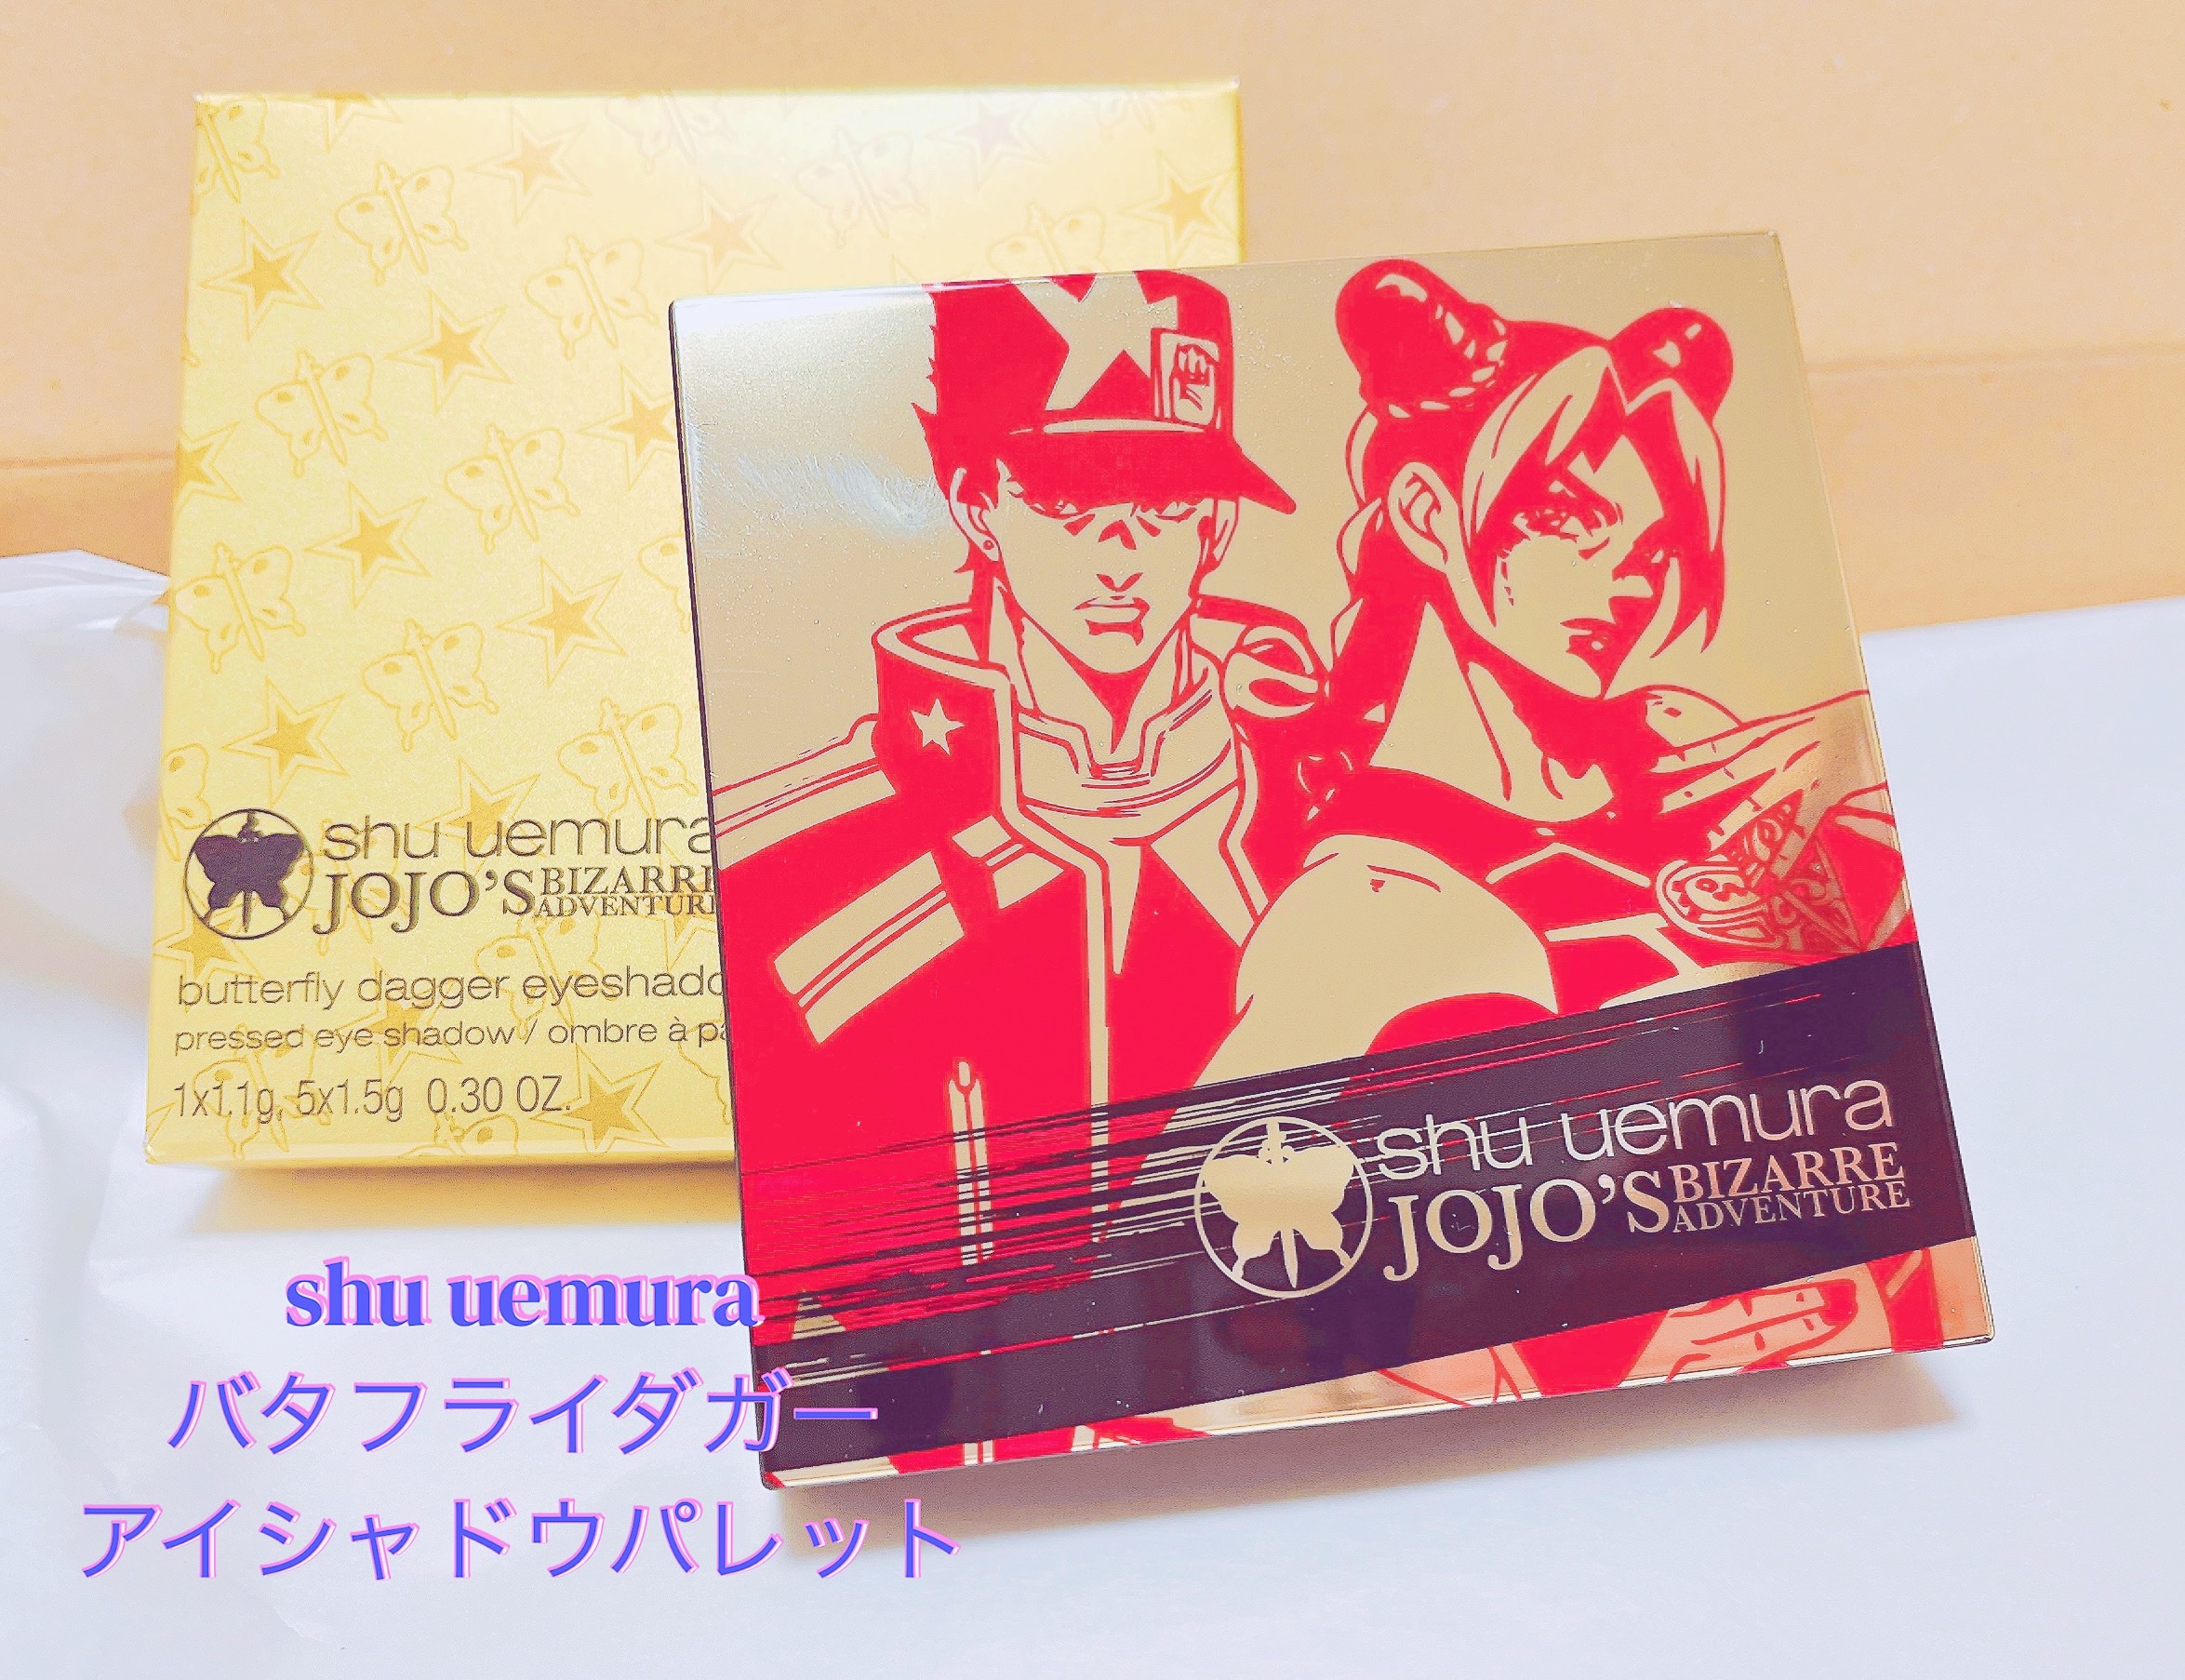 shu uemura
JOJO'S BIZARRE
ADVENTURE
butterfly dagger
pressed eye shadow / ombre à
1x1.1g, 5x1.5g 0.30 OZ.
shu uemura
JOJO'S BIZARRE
ADVENTURE
shu uemura
バタフライダガー
アイシャドウパレット